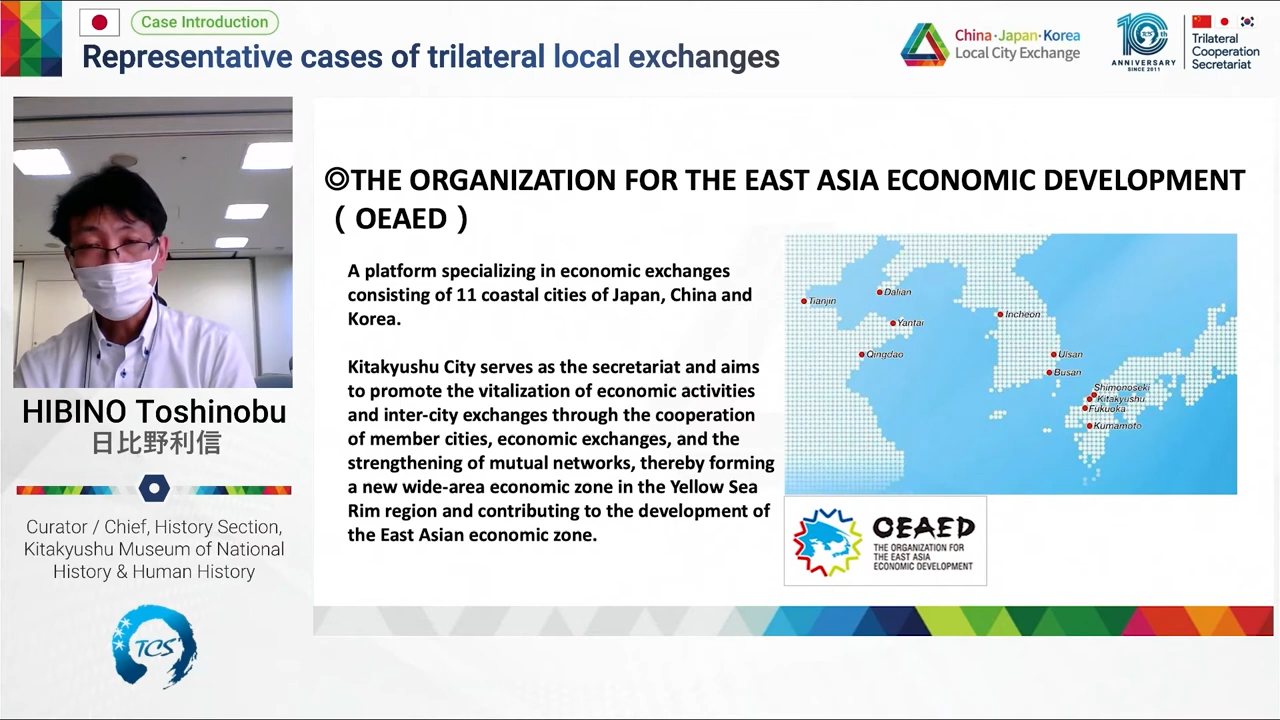 Case Introduction
Representative cases of trilateral local exchanges
China·Japan·Korea
Local City Exchange
10th
TCS
ANNIVERSARY
SINCE 2011
Trilateral
Cooperation
Secretariat
HIBINO Toshinobu
日比野利信
Curator / Chief, History Section,
Kitakyushu Museum of National
History & Human History
TCS
◎THE ORGANIZATION FOR THE EAST ASIA ECONOMIC DEVELOPMENT
( OEAED )
A platform specializing in economic exchanges
consisting of 11 coastal cities of Japan, China and
Korea.
Kitakyushu City serves as the secretariat and aims
to promote the vitalization of economic activities
and inter-city exchanges through the cooperation
of member cities, economic exchanges, and the
strengthening of mutual networks, thereby forming
a new wide-area economic zone in the Yellow Sea
Rim region and contributing to the development of
the East Asian economic zone.
Tianjin
Dalian
Yantai
Qingdao
Incheon
Ulsan
Busan
Shimonoseki
Kitakyushu
Fukuoka
Kumamoto
OEAED
THE ORGANIZATION FOR
THE EAST ASIA
ECONOMIC DEVELOPMENT